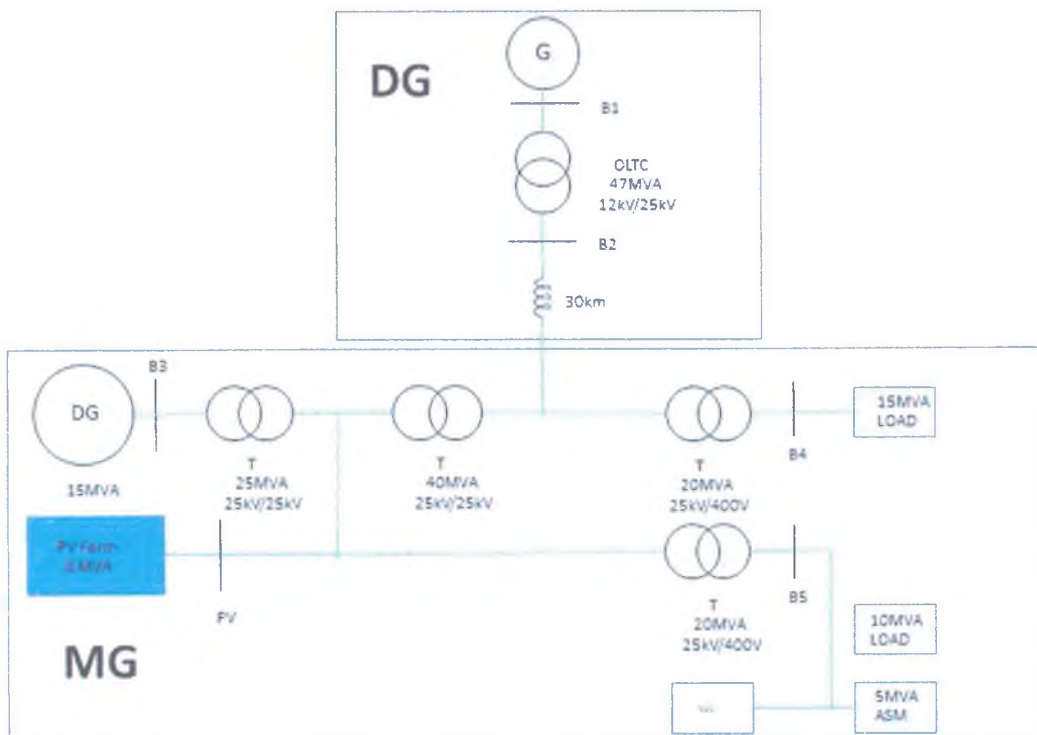 G
DG
B1
OLTC
47MVA
12kV/25kV
B2
30km
B3
DG
15MVA
T
25MVA
25kV/25kV
T
40MVA
25kV/25kV
T
20MVA
25kV/400V
B4
15MVA
LOAD
PV Farm
MVA
PV
T
20MVA
25kV/400V
B5
10MVA
LOAD
MG
5MVA
ASM